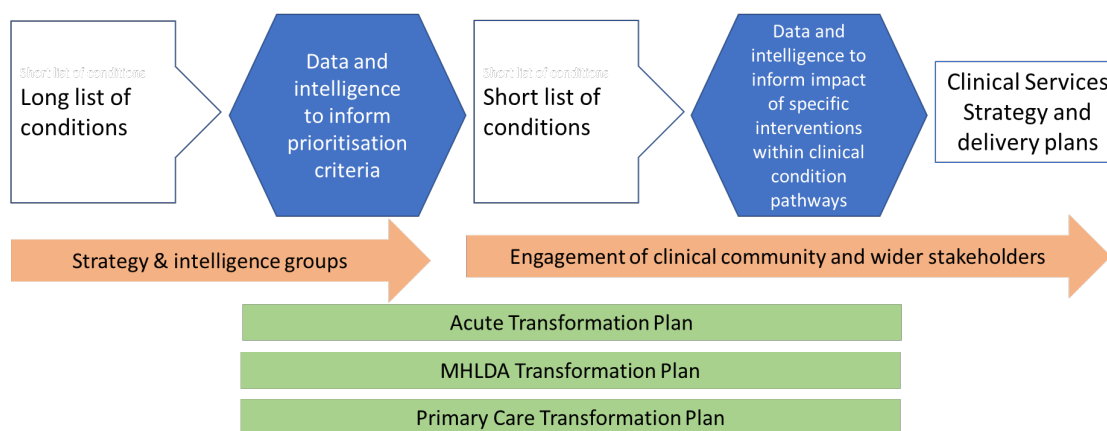 Short list of conditions
Long list of
conditions
Data and
intelligence
to inform
prioritisation
criteria
Short list of conditions
Short list of
conditions
Data and
intelligence to
inform impact
of specific
interventions
within clinical
condition
pathways
Clinical Services
Strategy and
delivery plans
Strategy & intelligence groups
Engagement of clinical community and wider stakeholders
Acute Transformation Plan
MHLDA Transformation Plan
Primary Care Transformation Plan